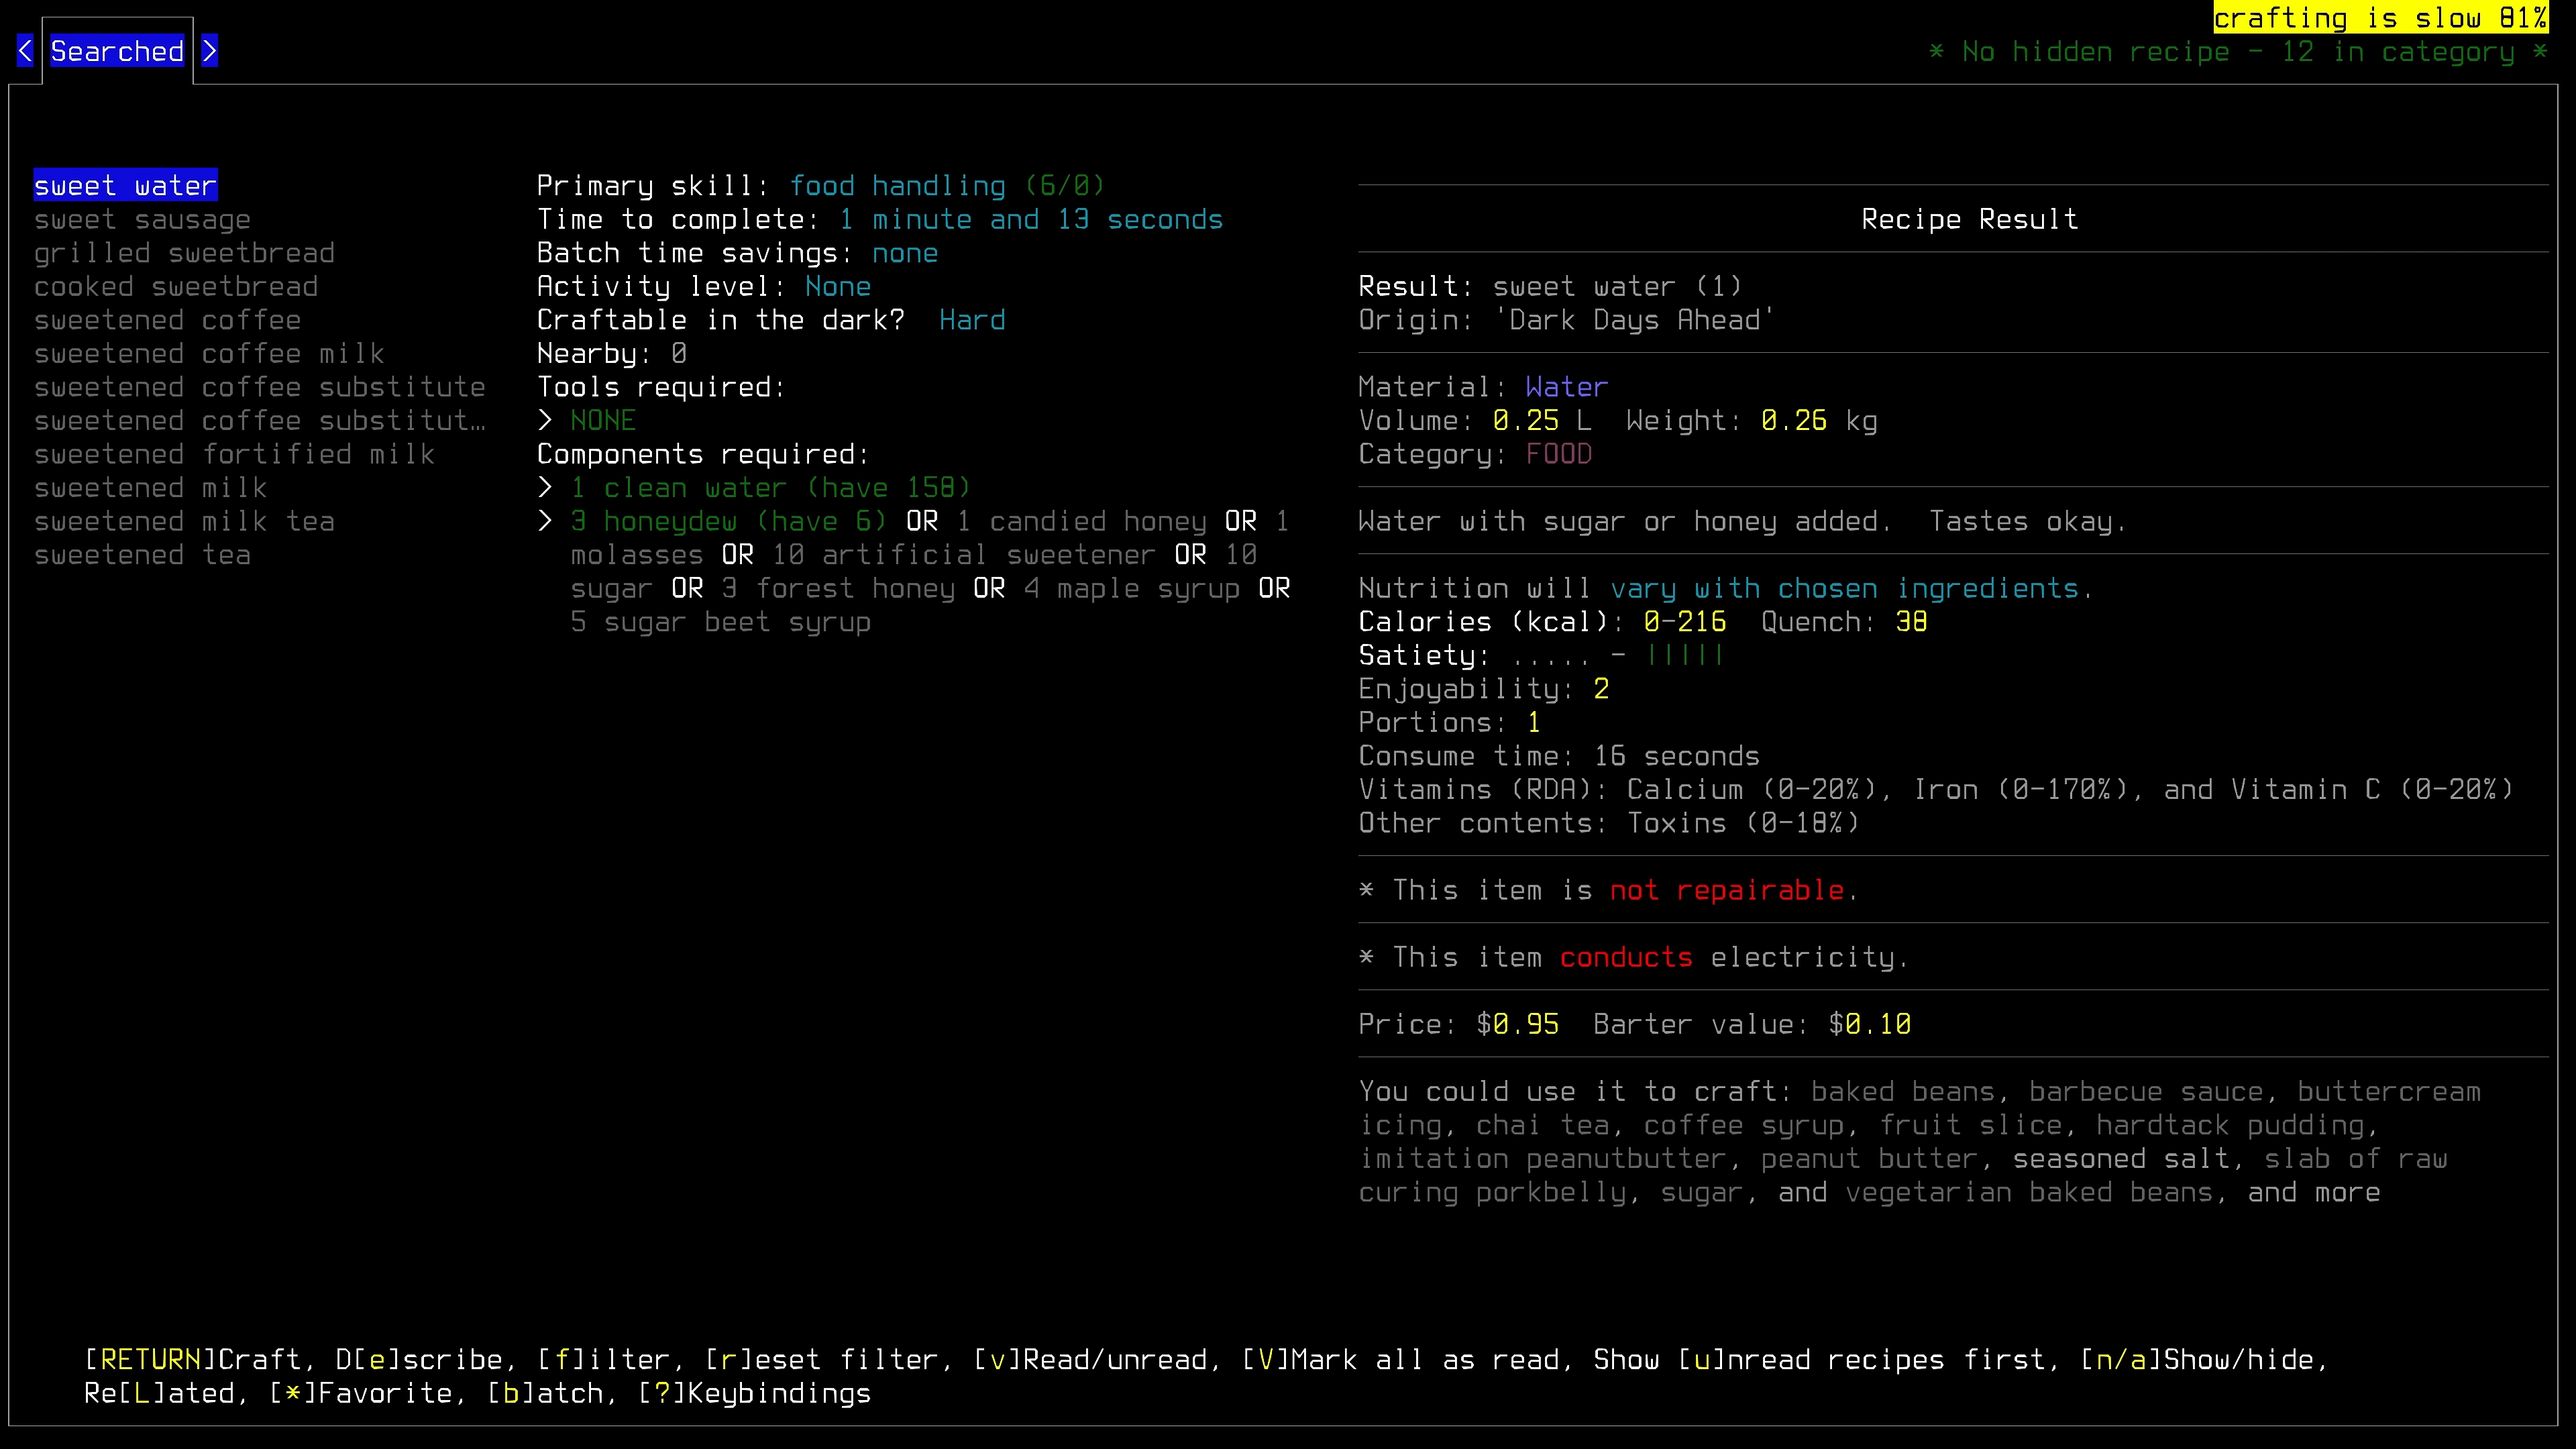 crafting is slow 81%
< Searched >
* No hidden recipe - 12 in category *
sweet water
sweet sausage
grilled sweetbread
cooked sweetbread
sweetened coffee
sweetened coffee milk
sweetened coffee substitute
sweetened coffee substitut…
sweetened fortified milk
sweetened milk
sweetened milk tea
sweetened tea
Primary skill: food handling (6/0)
Time to complete: 1 minute and 13 seconds
Batch time savings: none
Activity level: None
Craftable in the dark?  Hard
Nearby: 0
Tools required:
> NONE
Components required:
> 1 clean water (have 158)
> 3 honeydew (have 6) OR 1 candied honey OR 1
molasses OR 10 artificial sweetener OR 10
sugar OR 3 forest honey OR 4 maple syrup OR
5 sugar beet syrup
Recipe Result
Result: sweet water (1)
Origin: 'Dark Days Ahead'
Material: Water
Volume: 0.25 L  Weight: 0.26 kg
Category: FOOD
Water with sugar or honey added.  Tastes okay.
Nutrition will vary with chosen ingredients.
Calories (kcal): 0-216  Quench: 38
Satiety: ..... - |||||
Enjoyability: 2
Portions: 1
Consume time: 16 seconds
Vitamins (RDA): Calcium (0-20%), Iron (0-170%), and Vitamin C (0-20%)
Other contents: Toxins (0-18%)
* This item is not repairable.
* This item conducts electricity.
Price: $0.95  Barter value: $0.10
You could use it to craft: baked beans, barbecue sauce, buttercream
icing, chai tea, coffee syrup, fruit slice, hardtack pudding,
imitation peanutbutter, peanut butter, seasoned salt, slab of raw
curing porkbelly, sugar, and vegetarian baked beans, and more
[RETURN]Craft, D[e]scribe, [f]ilter, [r]eset filter, [v]Read/unread, [V]Mark all as read, Show [u]nread recipes first, [n/a]Show/hide,
Re[L]ated, [*]Favorite, [b]atch, [?]Keybindings